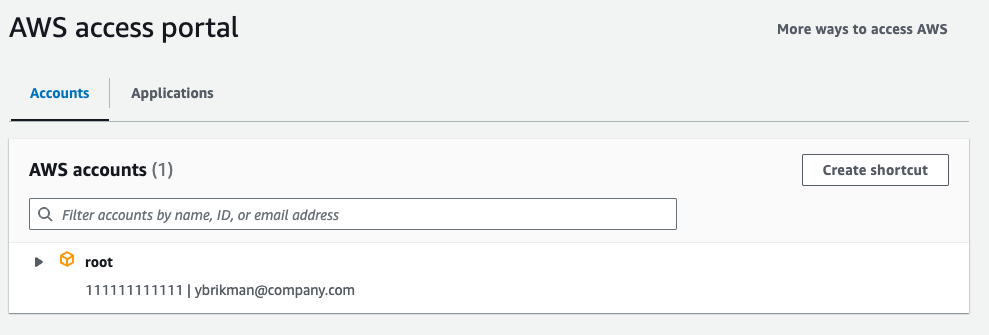 AWS access portal
More ways to access AWS
Accounts
Applications
AWS accounts (1)
Create shortcut
Filter accounts by name, ID, or email address
root
111111111111 | ybrikman@company.com